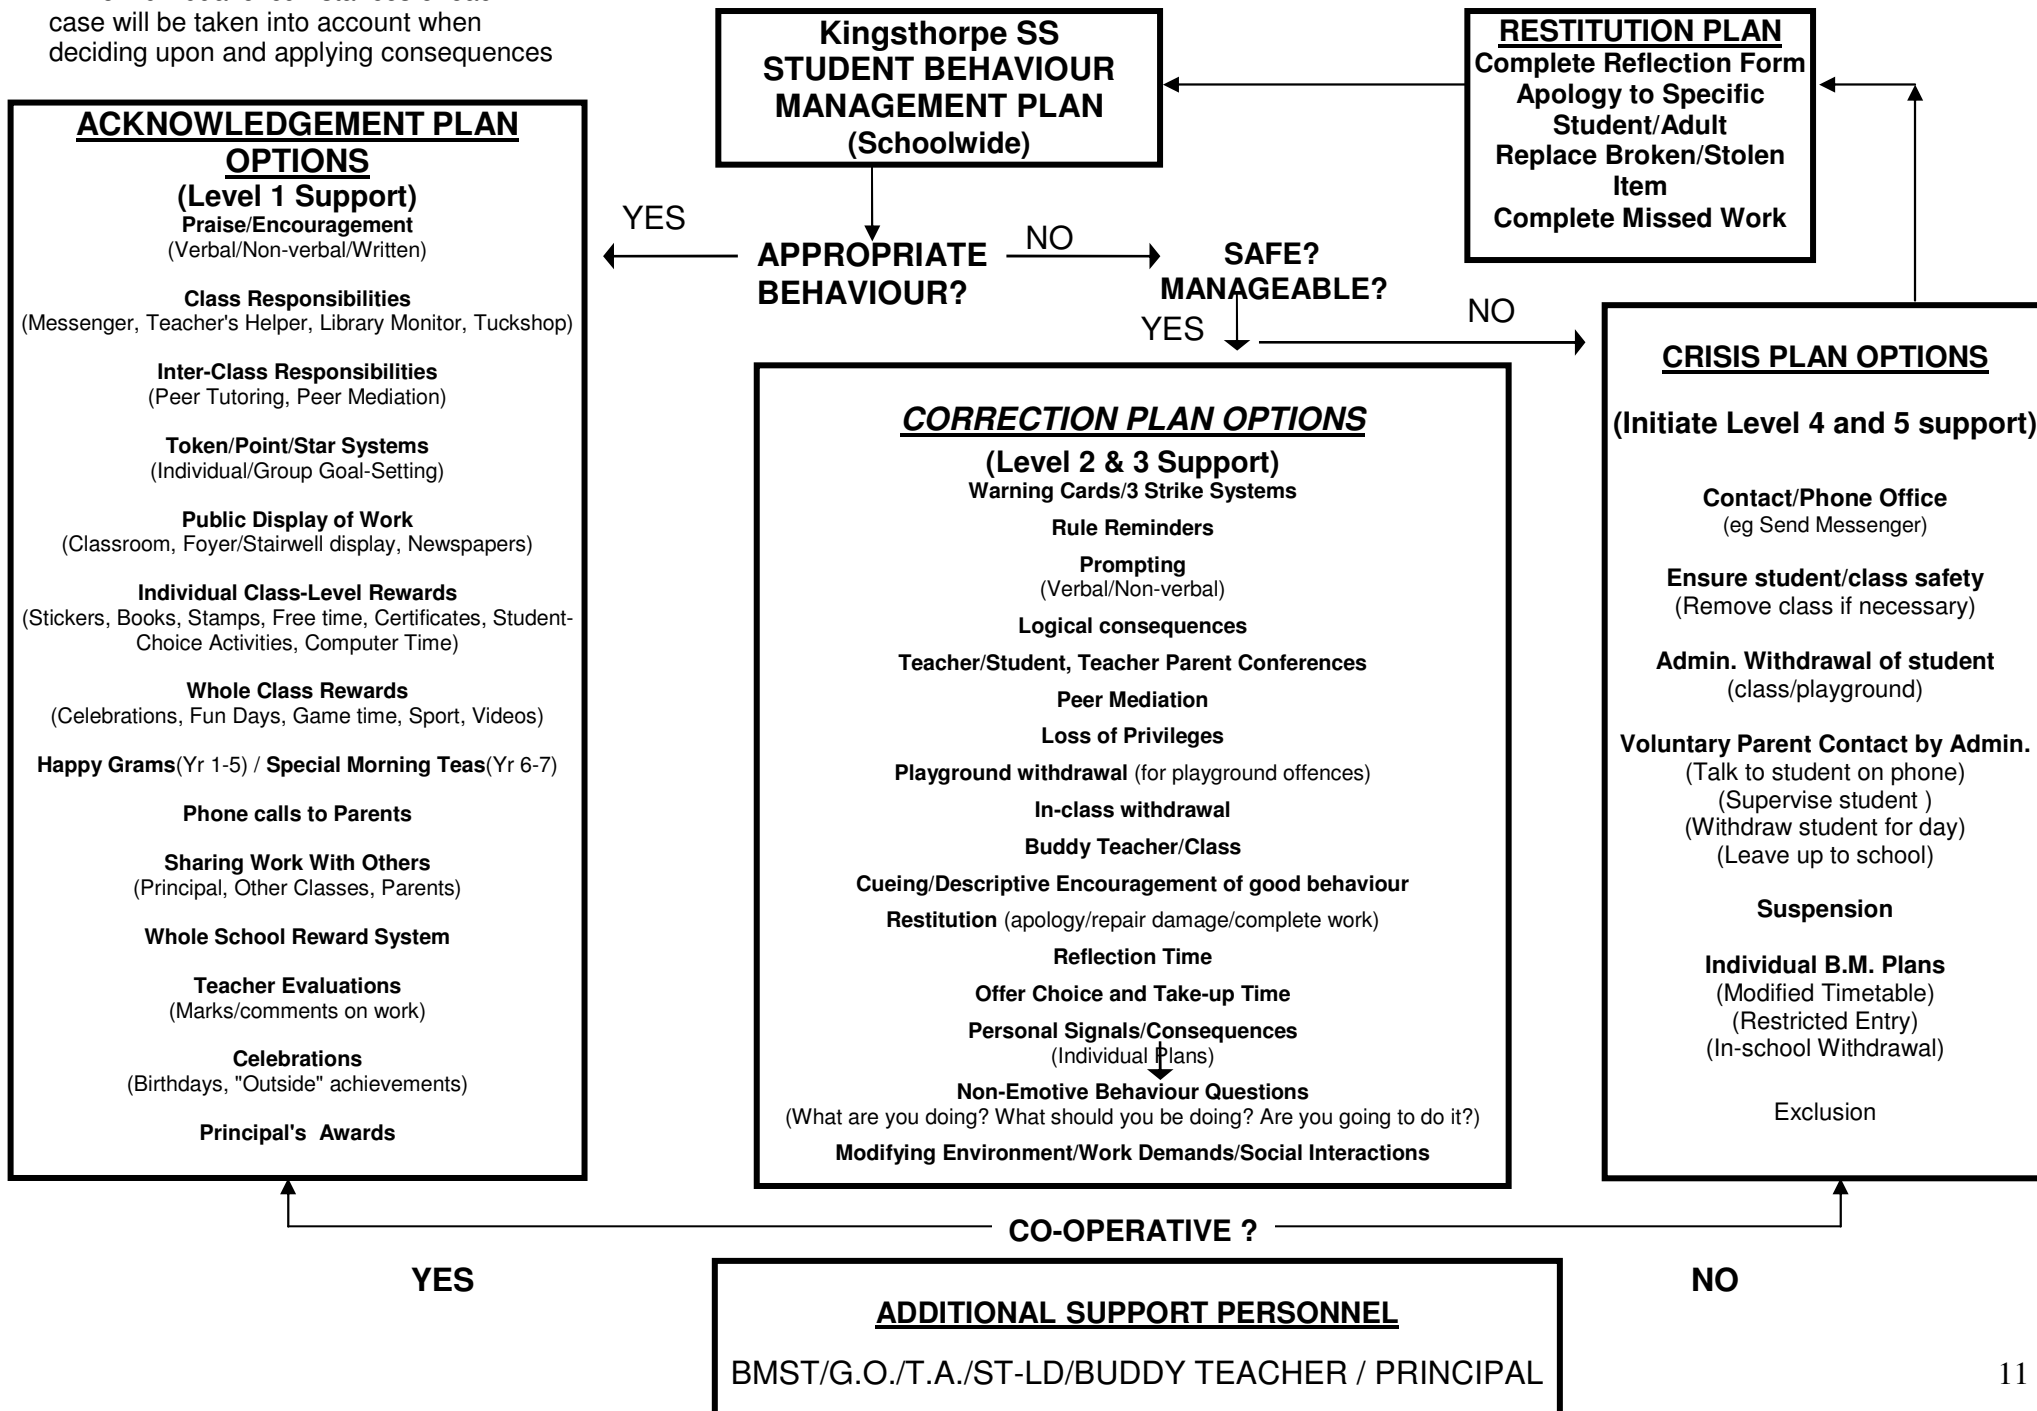 case will be taken into account when
deciding upon and applying consequences
Kingsthorpe SS
STUDENT BEHAVIOUR
MANAGEMENT PLAN
(Schoolwide)
RESTITUTION PLAN
Complete Reflection Form
Apology to Specific
Student/Adult
Replace Broken/Stolen
Item
Complete Missed Work
ACKNOWLEDGEMENT PLAN
OPTIONS
(Level 1 Support)
Praise/Encouragement
(Verbal/Non-verbal/Written)
Class Responsibilities
(Messenger, Teacher's Helper, Library Monitor, Tuckshop)
Inter-Class Responsibilities
(Peer Tutoring, Peer Mediation)
Token/Point/Star Systems
(Individual/Group Goal-Setting)
Public Display of Work
(Classroom, Foyer/Stairwell display, Newspapers)
Individual Class-Level Rewards
(Stickers, Books, Stamps, Free time, Certificates, Student-
Choice Activities, Computer Time)
Whole Class Rewards
(Celebrations, Fun Days, Game time, Sport, Videos)
Happy Grams(Yr 1-5) / Special Morning Teas(Yr 6-7)
Phone calls to Parents
Sharing Work With Others
(Principal, Other Classes, Parents)
Whole School Reward System
Teacher Evaluations
(Marks/comments on work)
Celebrations
(Birthdays, "Outside" achievements)
Principal's Awards
YES
APPROPRIATE
BEHAVIOUR?
NO
SAFE?
MANAGEABLE?
YES
NO
CORRECTION PLAN OPTIONS
(Level 2 & 3 Support)
Warning Cards/3 Strike Systems
Rule Reminders
Prompting
(Verbal/Non-verbal)
Logical consequences
Teacher/Student, Teacher Parent Conferences
Peer Mediation
Loss of Privileges
Playground withdrawal (for playground offences)
In-class withdrawal
Buddy Teacher/Class
Cueing/Descriptive Encouragement of good behaviour
Restitution (apology/repair damage/complete work)
Reflection Time
Offer Choice and Take-up Time
Personal Signals/Consequences
(Individual Plans)
Non-Emotive Behaviour Questions
(What are you doing? What should you be doing? Are you going to do it?)
Modifying Environment/Work Demands/Social Interactions
CRISIS PLAN OPTIONS
(Initiate Level 4 and 5 support)
Contact/Phone Office
(eg Send Messenger)
Ensure student/class safety
(Remove class if necessary)
Admin. Withdrawal of student
(class/playground)
Voluntary Parent Contact by Admin.
(Talk to student on phone)
(Supervise student )
(Withdraw student for day)
(Leave up to school)
Suspension
Individual B.M. Plans
(Modified Timetable)
(Restricted Entry)
(In-school Withdrawal)
Exclusion
CO-OPERATIVE ?
YES
NO
ADDITIONAL SUPPORT PERSONNEL
BMST/G.O./T.A./ST-LD/BUDDY TEACHER / PRINCIPAL
11